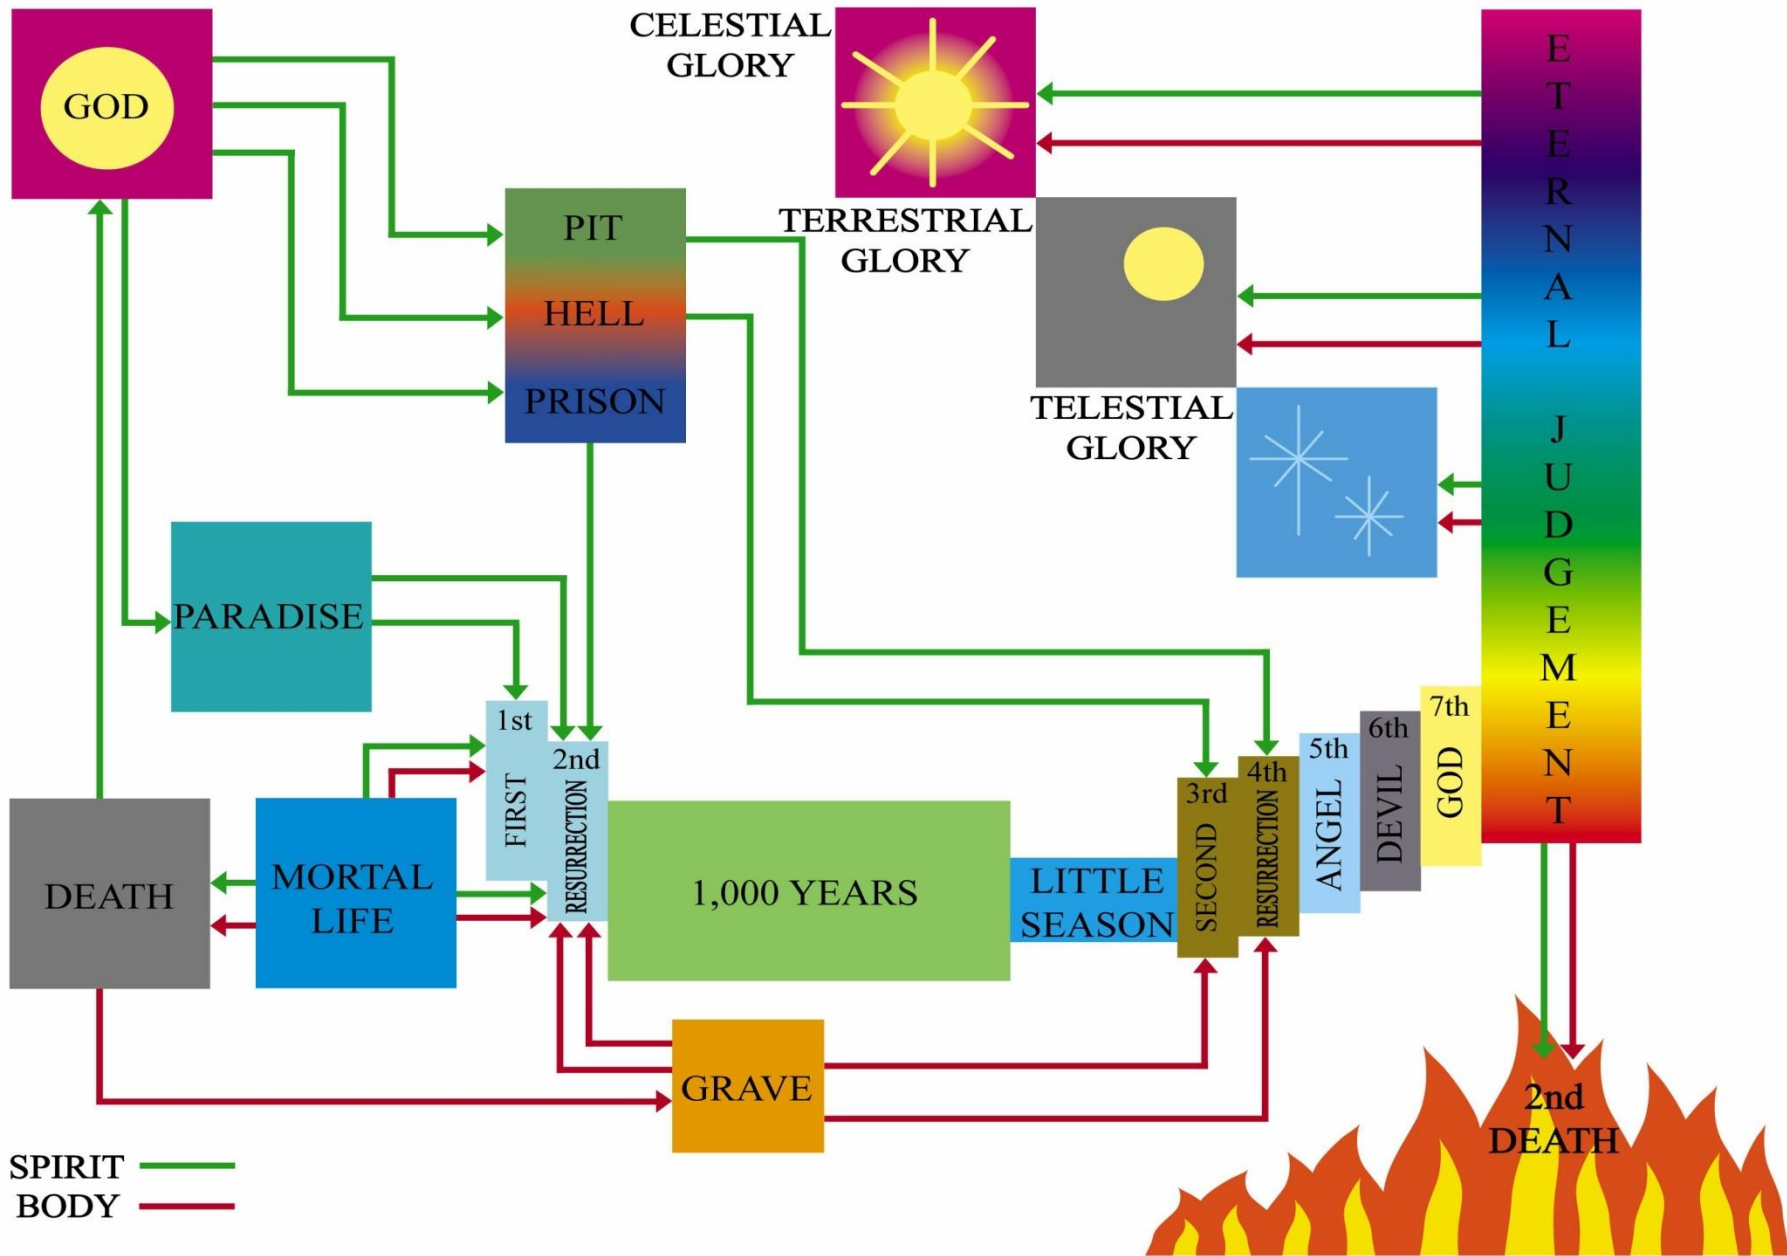 GOD
CELESTIAL
GLORY
TERRESTRIAL
GLORY
TELESTIAL
GLORY
ETERNAL JUDGEMENT
PIT
HELL
PRISON
PARADISE
1st
FIRST
2nd
RESURRECTION
DEATH
MORTAL
LIFE
1,000 YEARS
LITTLE
SEASON
3rd
SECOND
4th
RESURRECTION
5th
ANGEL
6th
DEVIL
7th
GOD
GRAVE
2nd
DEATH
SPIRIT
BODY